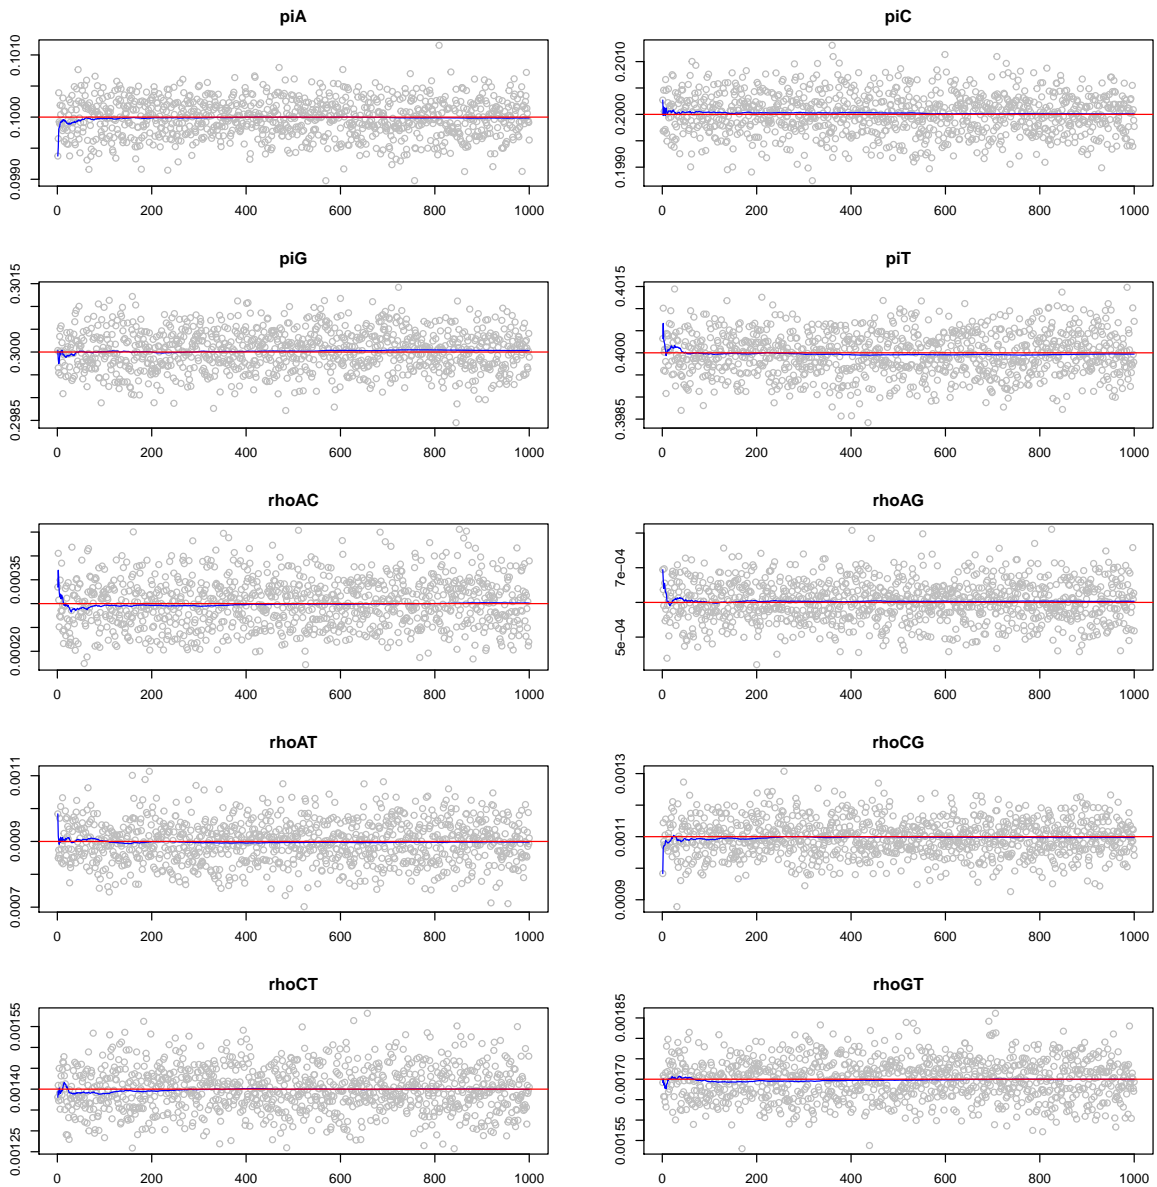 piA
0.0990 0.1000 0.1010
0 200 400 600 800 1000
piC
0.1990 0.2000 0.2010
0 200 400 600 800 1000
piG
0.2985 0.3000 0.3015
0 200 400 600 800 1000
piT
0.3985 0.4000 0.4015
0 200 400 600 800 1000
rhoAC
0.00020 0.00035
0 200 400 600 800 1000
rhoAG
5e−04 7e−04
0 200 400 600 800 1000
rhoAT
0.0007 0.0009 0.0011
0 200 400 600 800 1000
rhoCG
0.0009 0.0011 0.0013
0 200 400 600 800 1000
rhoCT
0.00125 0.00140 0.00155
0 200 400 600 800 1000
rhoGT
0.00155 0.00170 0.00185
0 200 400 600 800 1000